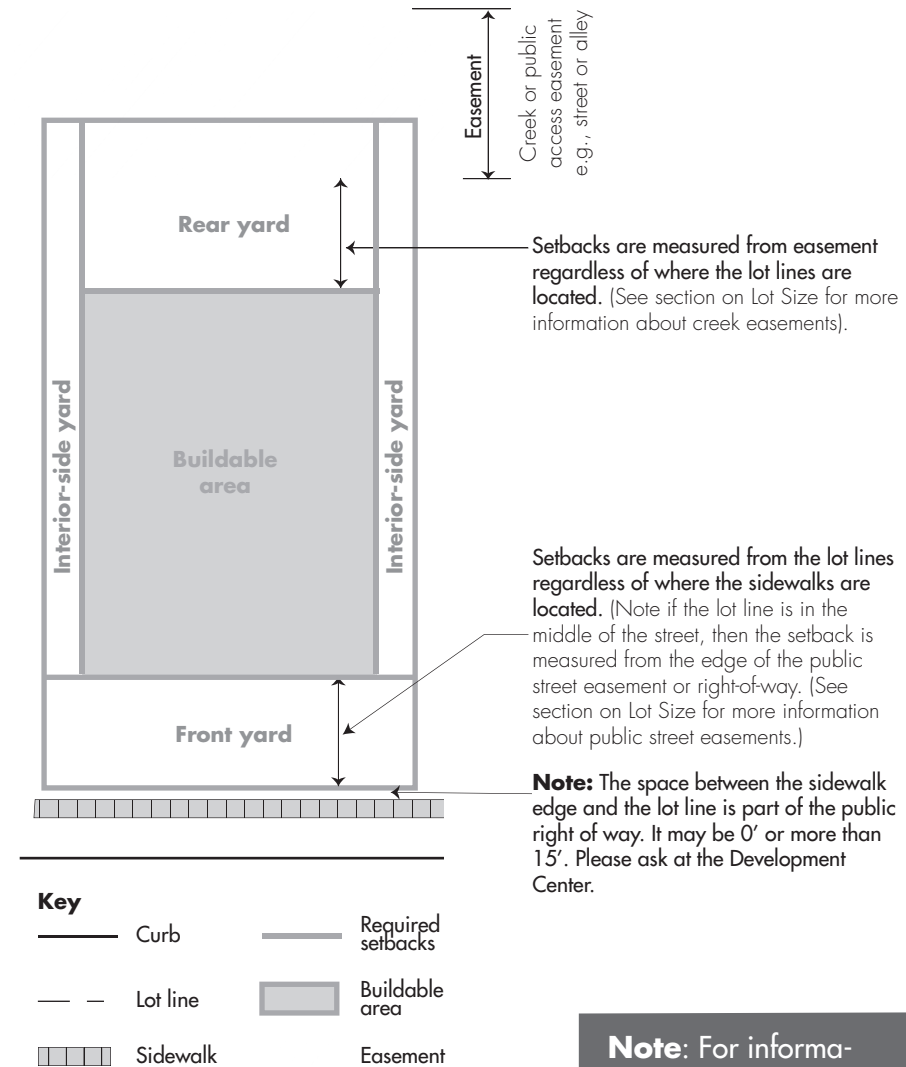 Easement
Creek or public
access easement
e.g., street or alley
Rear yard
Setbacks are measured from easement
regardless of where the lot lines are
located. (See section on Lot Size for more
information about creek easements).
Interior-side yard
Buildable
area
Interior-side yard
Setbacks are measured from the lot lines
regardless of where the sidewalks are
located. (Note if the lot line is in the
middle of the street, then the setback is
measured from the edge of the public
street easement or right-of-way. (See
section on Lot Size for more information
about public street easements.)
Front yard
Note: The space between the sidewalk
edge and the lot line is part of the public
right of way. It may be 0' or more than
15'. Please ask at the Development
Center.
Key
Curb
Required
setbacks
Lot line
Buildable
area
Sidewalk
Easement
Note: For informa-